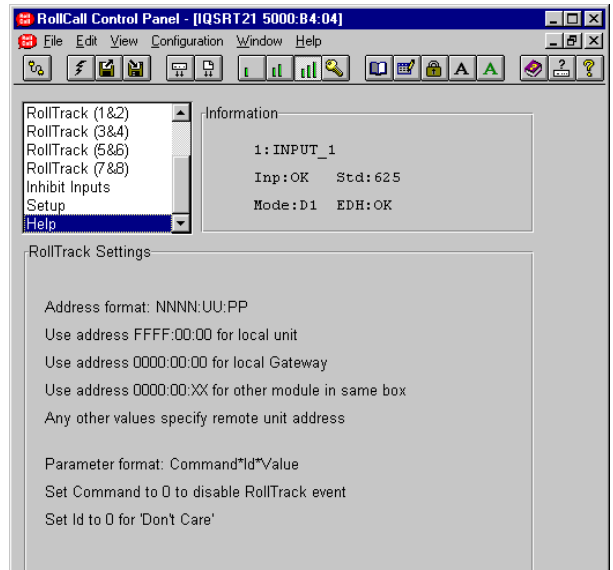 RollCall Control Panel - [IQSRT21 5000:B4:04]
File Edit View Configuration Window Help
A A
RollTrack (1&2)
RollTrack (3&4)
RollTrack (5&6)
RollTrack (7&8)
Inhibit Inputs
Setup
Help
Information
1:INPUT_1
Inp:OK Std:625
Mode:D1 EDH:OK
RollTrack Settings
Address format: NNNN:UU:PP
Use address FFFF:00:00 for local unit
Use address 0000:00:00 for local Gateway
Use address 0000:00:XX for other module in same box
Any other values specify remote unit address
Parameter format: Command*Id*Value
Set Command to 0 to disable RollTrack event
Set Id to 0 for 'Don't Care'